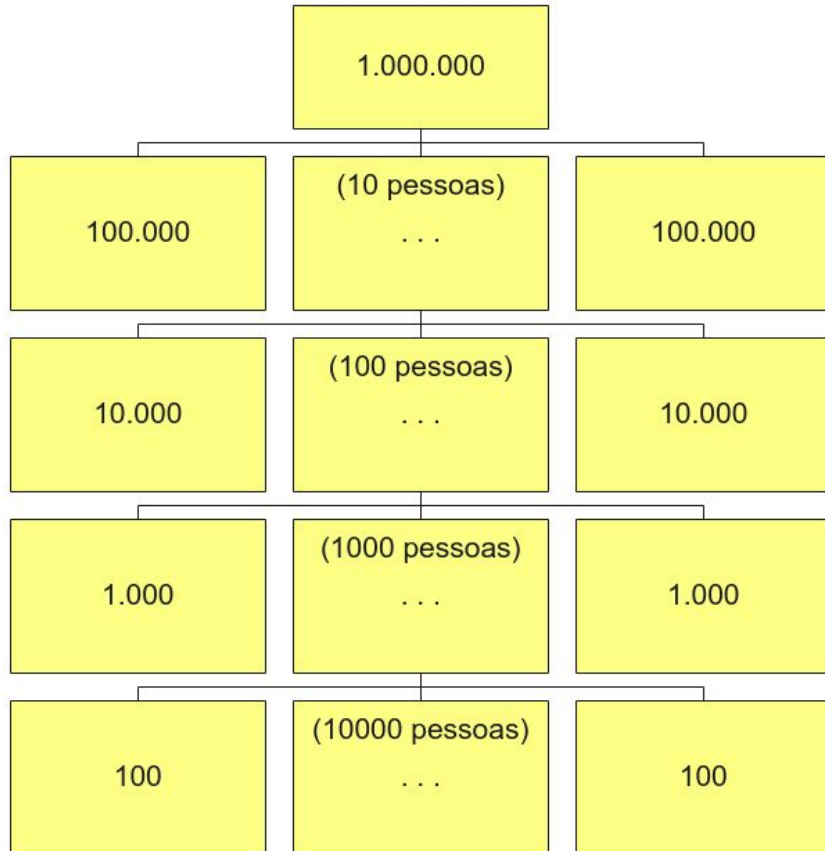 1.000.000
(10 pessoas)
100.000
. . .
100.000
(100 pessoas)
10.000
. . .
10.000
(1000 pessoas)
1.000
. . .
1.000
(10000 pessoas)
100
. . .
100